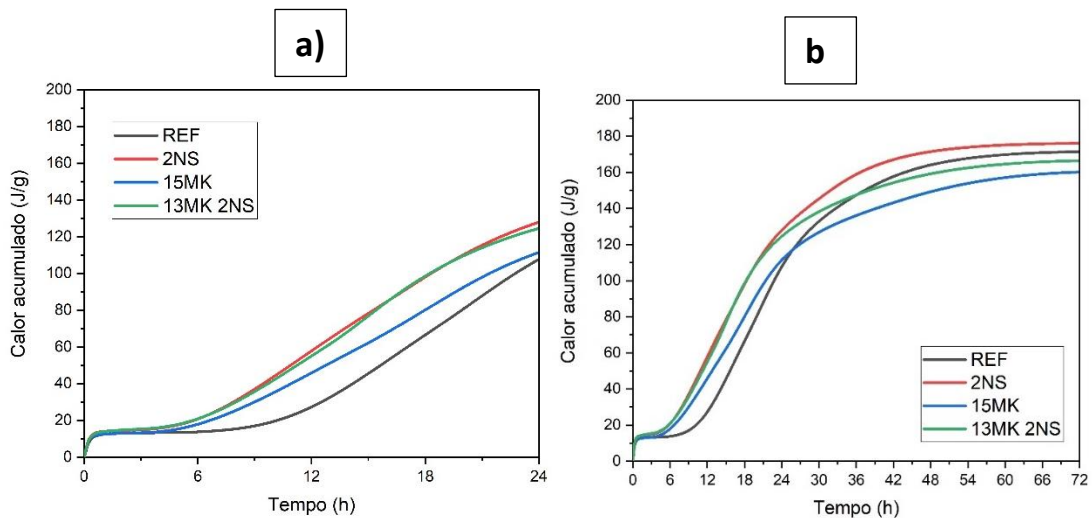 a)
200
180
160
140
120
100
80
60
40
20
0
Calor acumulado (J/g)
REF
2NS
15MK
13MK 2NS
0 6 12 18 24
Tempo (h)
b
200
180
160
140
120
100
80
60
40
20
0
Calor acumulado (J/g)
REF
2NS
15MK
13MK 2NS
0 6 12 18 24 30 36 42 48 54 60 66 72
Tempo (h)